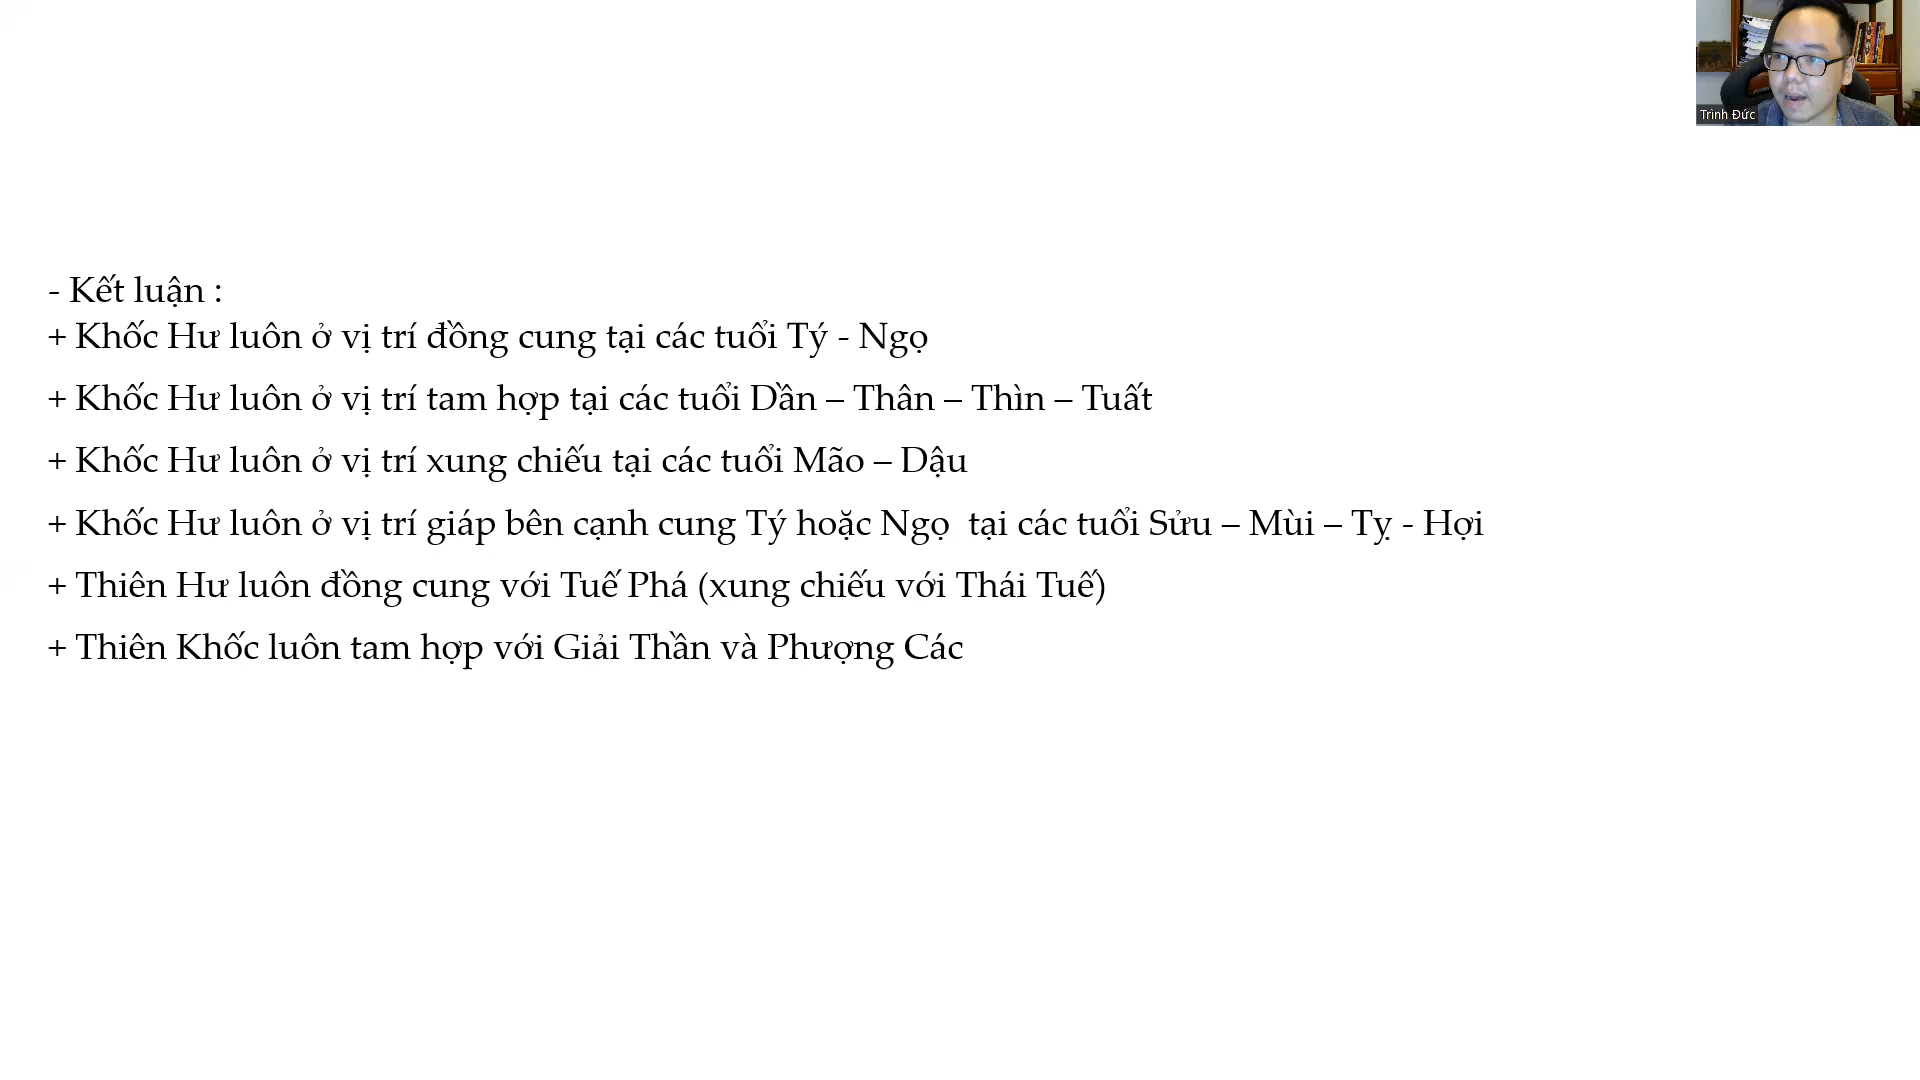 Trình Đức
- Kết luận :
+ Khốc Hư luôn ở vị trí đồng cung tại các tuổi Tý - Ngọ
+ Khốc Hư luôn ở vị trí tam hợp tại các tuổi Dần – Thân – Thìn – Tuất
+ Khốc Hư luôn ở vị trí xung chiếu tại các tuổi Mão – Dậu
+ Khốc Hư luôn ở vị trí giáp bên cạnh cung Tý hoặc Ngọ  tại các tuổi Sửu – Mùi – Tỵ - Hợi
+ Thiên Hư luôn đồng cung với Tuế Phá (xung chiếu với Thái Tuế)
+ Thiên Khốc luôn tam hợp với Giải Thần và Phượng Các